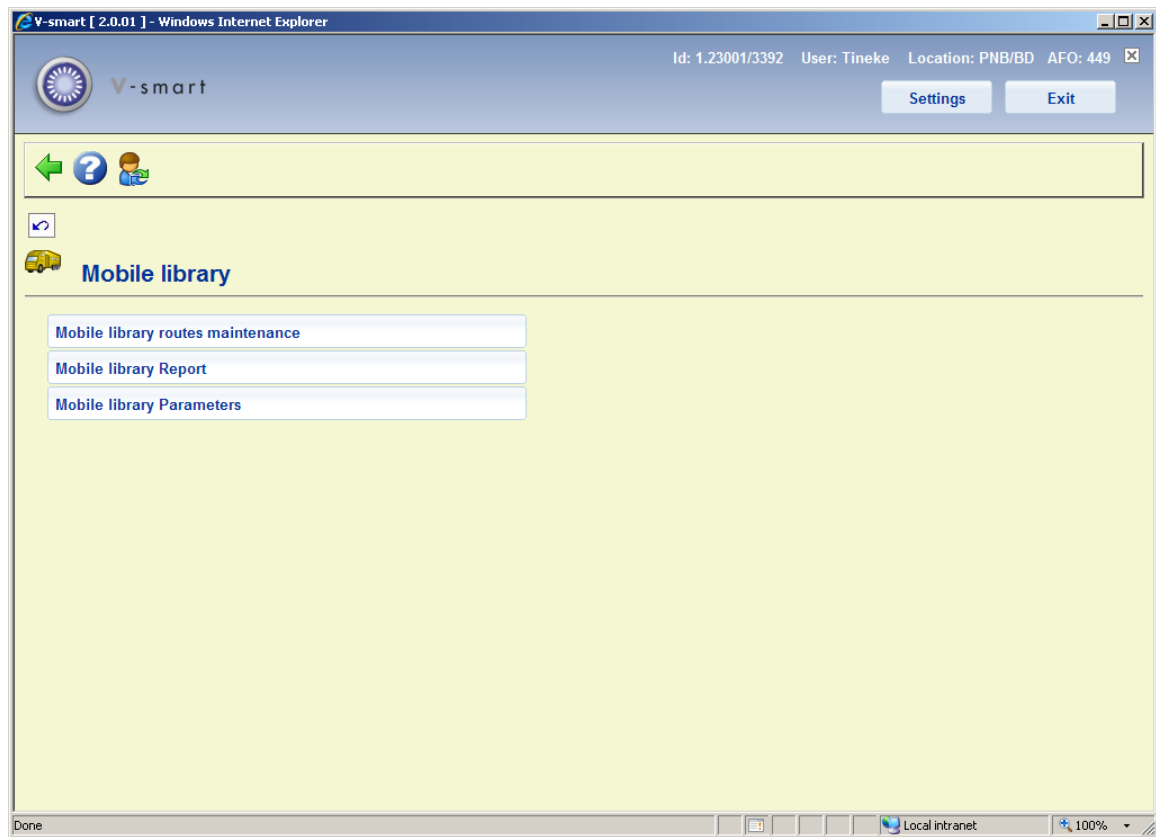 V-smart [ 2.0.01 ] - Windows Internet Explorer
Id: 1.23001/3392 User: Tineke Location: PNB/BD AFO: 449
V-smart
Settings Exit
Mobile library
Mobile library routes maintenance
Mobile library Report
Mobile library Parameters
Done Local intranet 100%